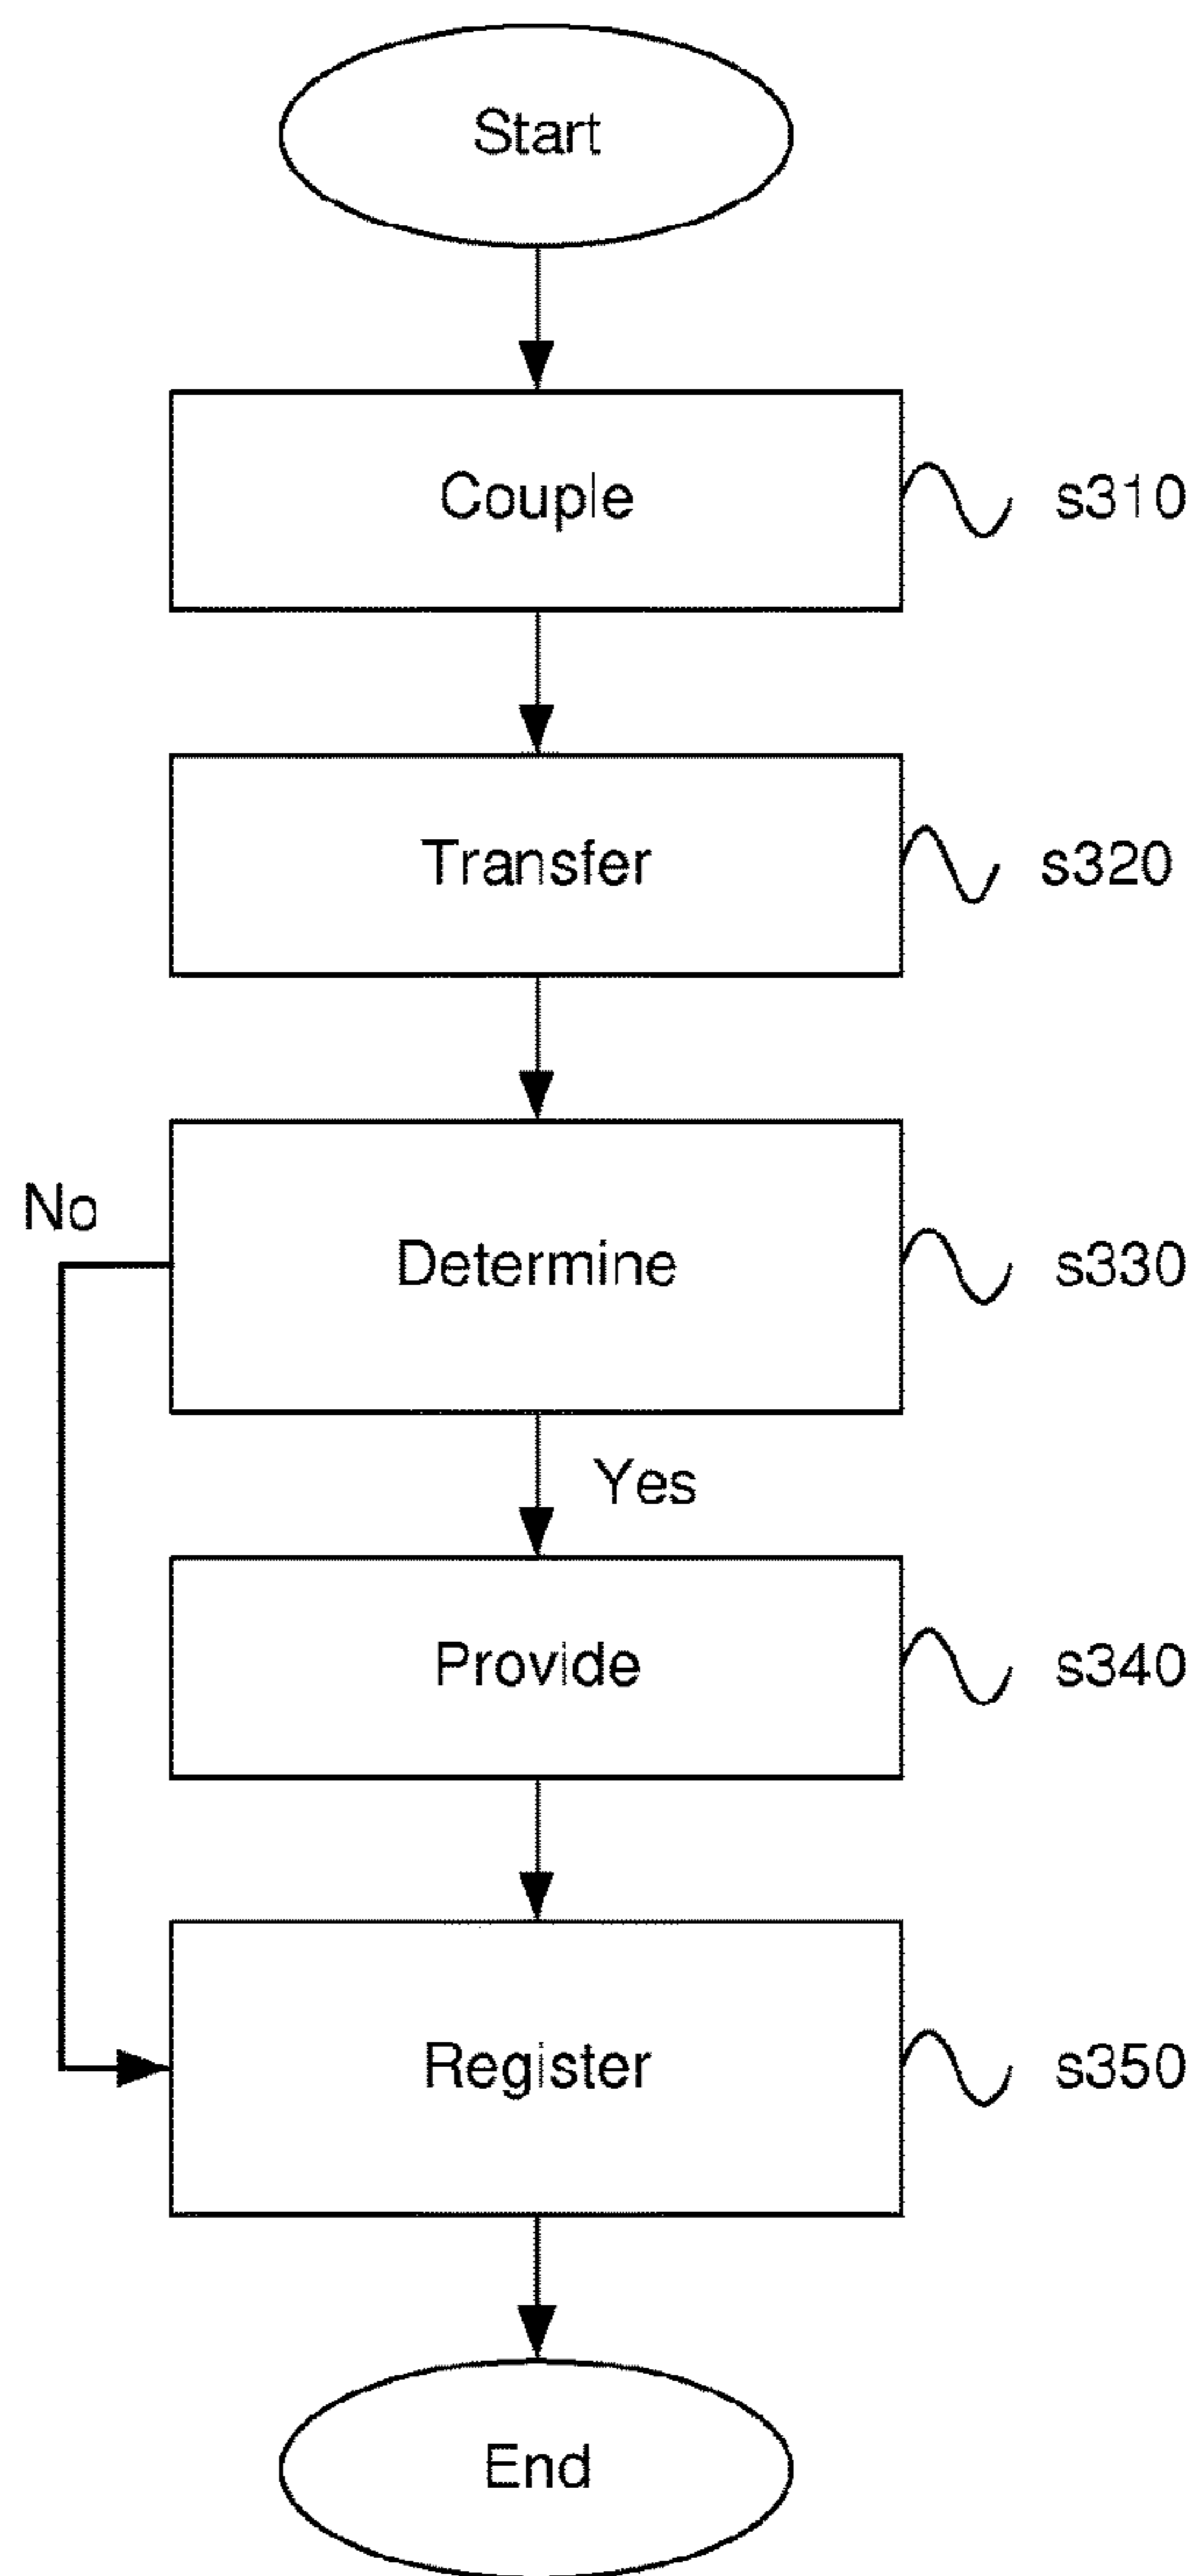 Start
Couple
s310
Transfer
s320
No
Determine
s330
Yes
Provide
s340
Register
s350
End